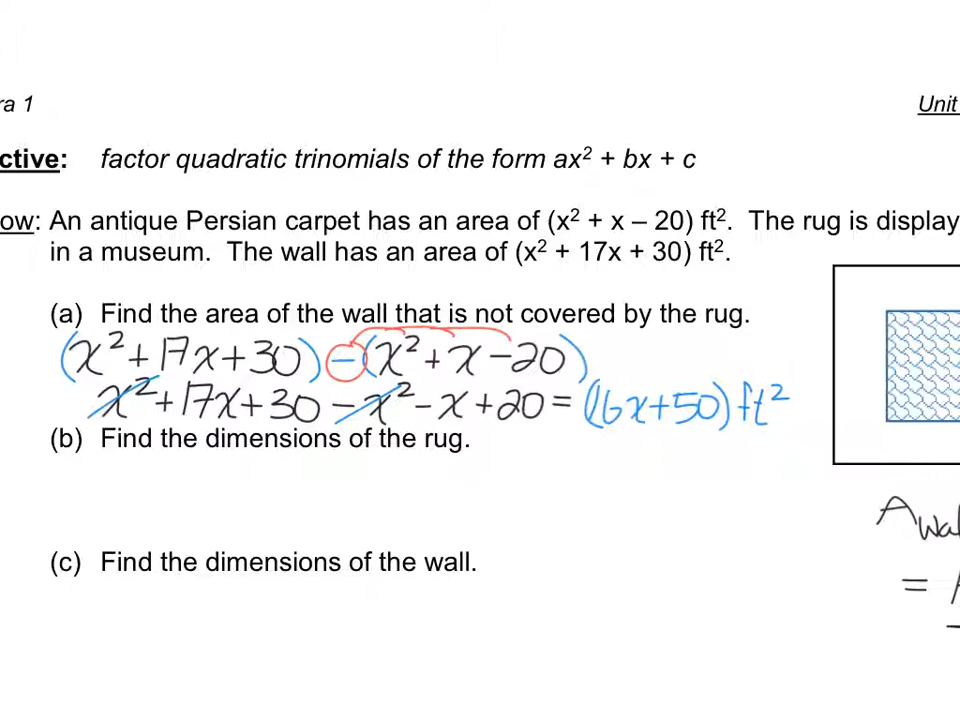 ra 1
Unit
ctive: factor quadratic trinomials of the form ax² + bx + c
ow: An antique Persian carpet has an area of (x² + x – 20) ft². The rug is display
in a museum. The wall has an area of (x² + 17x + 30) ft².
(a) Find the area of the wall that is not covered by the rug.
(x²+17x+30)-(x²+x-20)
x²+17x+30-x²-x+20=(16x+50)ft²
(b) Find the dimensions of the rug.
A wal
(c) Find the dimensions of the wall.
=